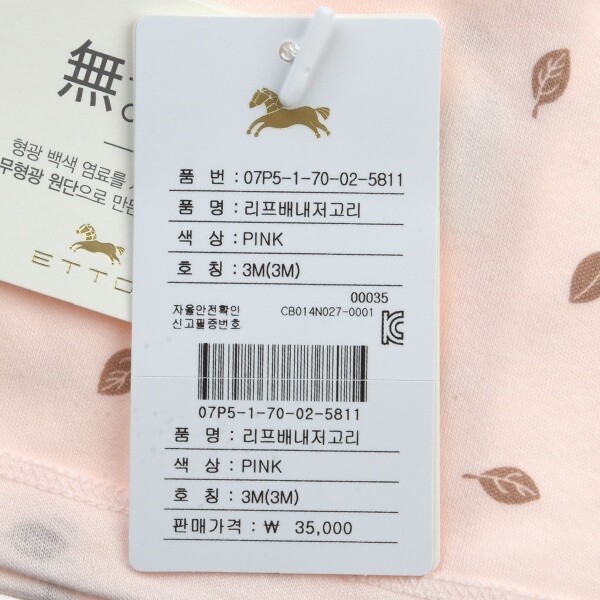 無
형광 백색 염료를
무형광 원단으로 만든
품 번 : 07P5-1-70-02-5811
품 명 : 리프배내저고리
색 상 : PINK
호 칭 : 3M(3M)
00035
자율안전확인 CB014N027-0001
신고필증번호
07P5-1-70-02-5811
품 명 : 리프배내저고리
색 상 : PINK
호 칭 : 3M(3M)
판매가격 : ₩ 35,000